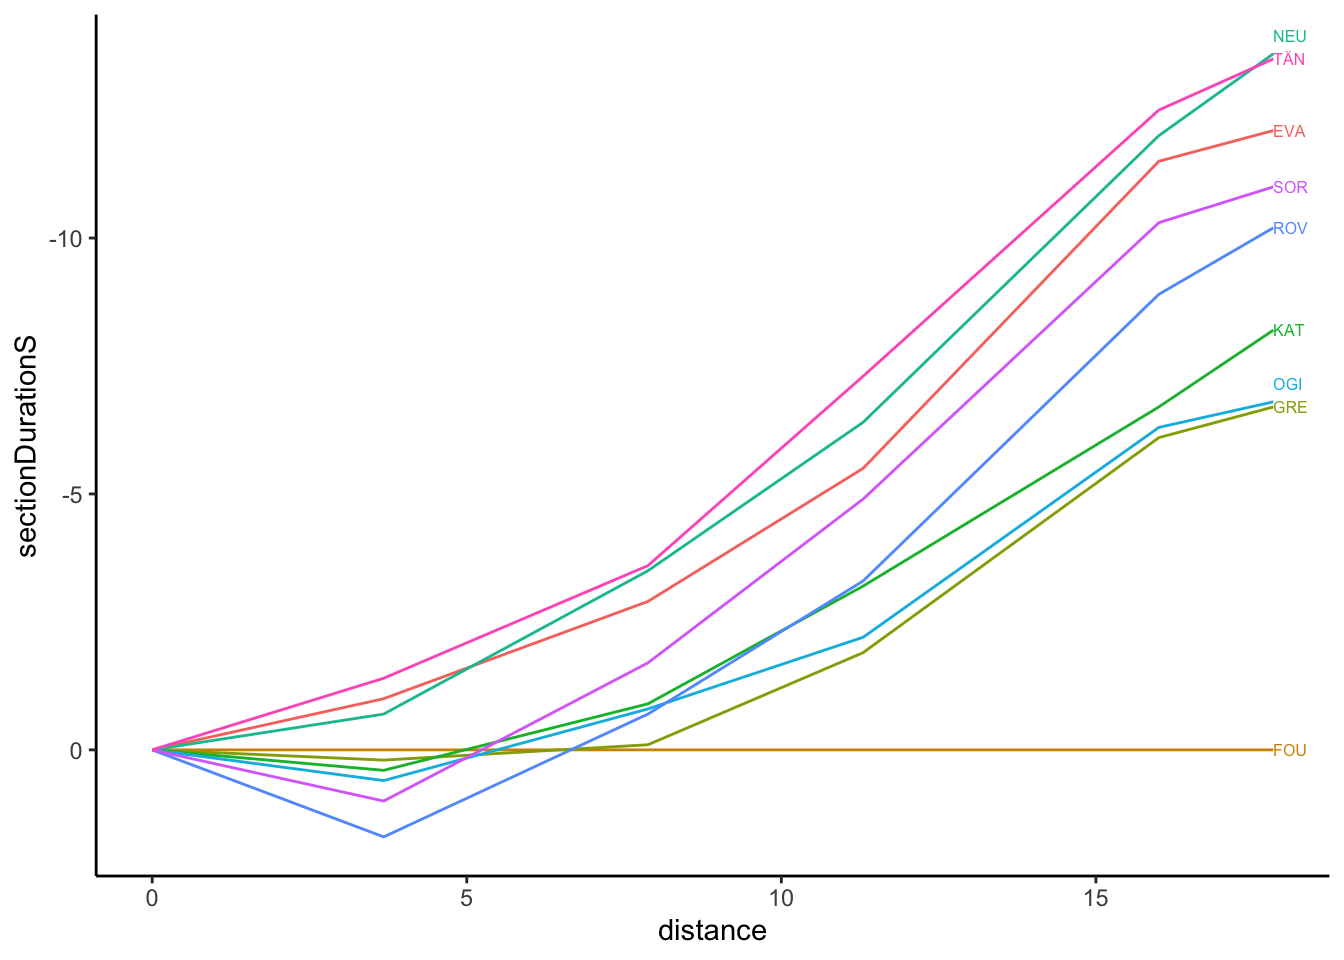 NEU
TÄN
EVA
SOR
-10
ROV
KAT
sectionDurationS
OGI
GRE
-5
0
FOU
0
5
10
15
distance